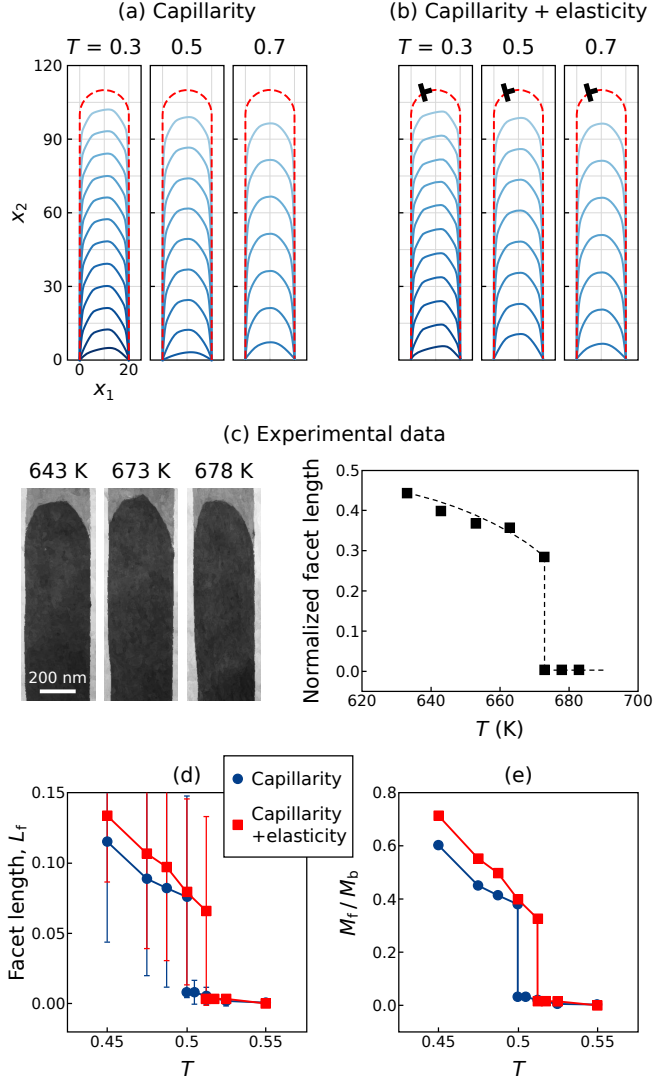 (a) Capillarity
T = 0.3 0.5 0.7
120
90
60
30
0
x2
0 20
x1
(b) Capillarity + elasticity
T = 0.3 0.5 0.7
(c) Experimental data
643 K 673 K 678 K
200 nm
Normalized facet length
0.5
0.4
0.3
0.2
0.1
0.0
620 640 660 680 700
T (K)
(d)
Capillarity
Capillarity
+elasticity
Facet length, Lf
0.15
0.10
0.05
0.00
0.45 0.5 0.55
T
(e)
Mf / Mb
0.8
0.6
0.4
0.2
0.0
0.45 0.5 0.55
T